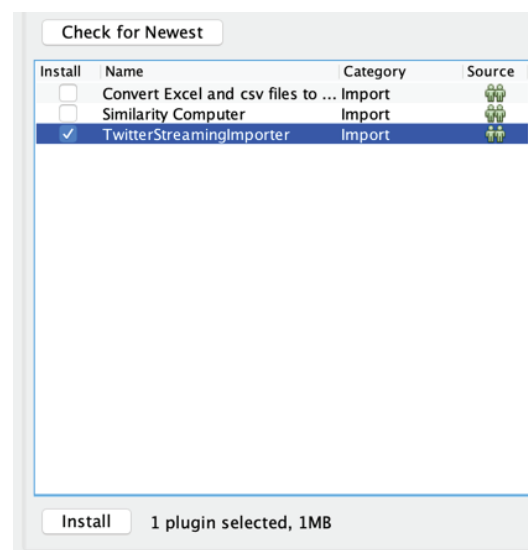 Check for Newest
Install Name Category Source
Convert Excel and csv files to ... Import
Similarity Computer Import
TwitterStreamingImporter Import
Install 1 plugin selected, 1MB